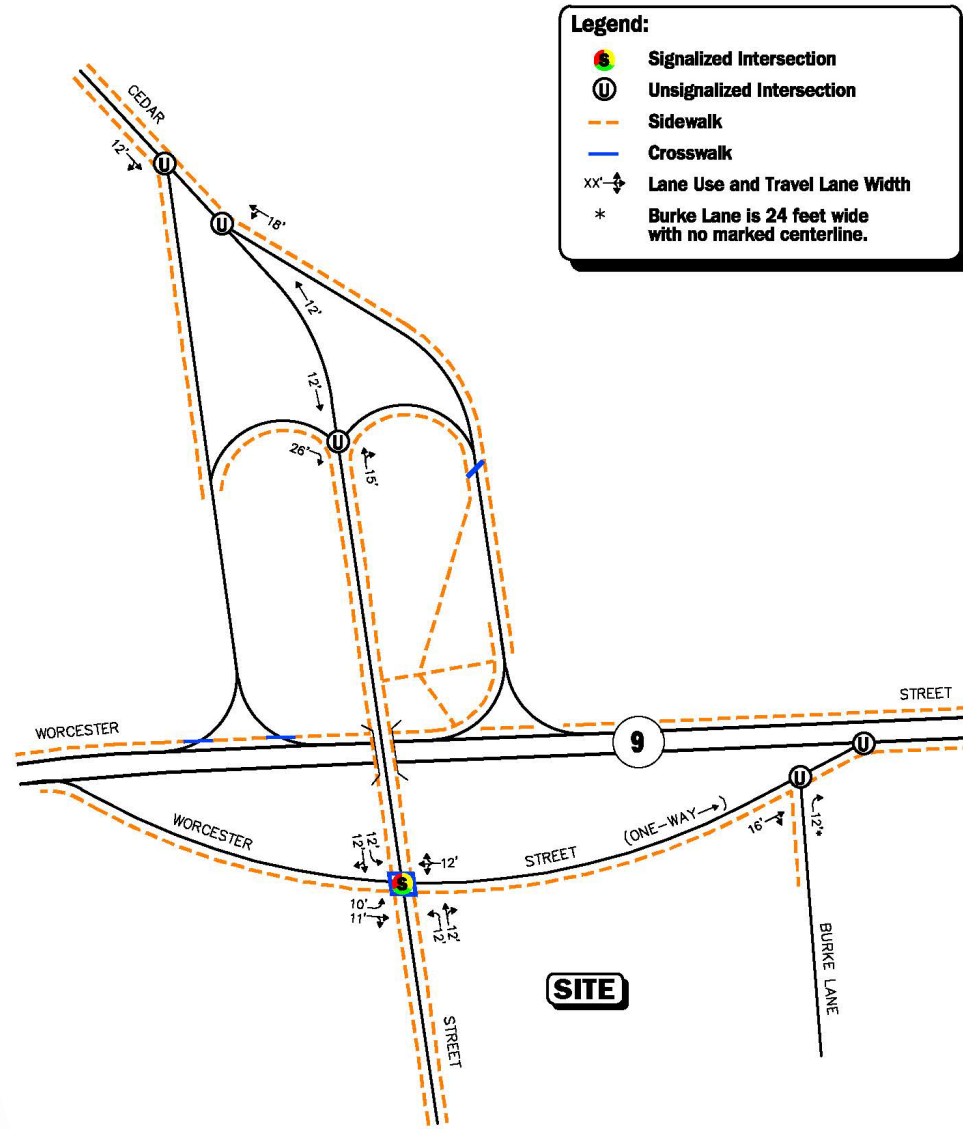 Legend:
S Signalized Intersection
U Unsignalized Intersection
Sidewalk
Crosswalk
XX' Lane Use and Travel Lane Width
* Burke Lane is 24 feet wide
with no marked centerline.
CEDAR
12'
U
U
18'
12'
12'
U
26'
15'
WORCESTER
STREET
9
U
U
WORCESTER
STREET
(ONE-WAY)
16'
12'*
12'
12'
12'
S
10'
11'
12'
12'
SITE
BURKE LANE
STREET